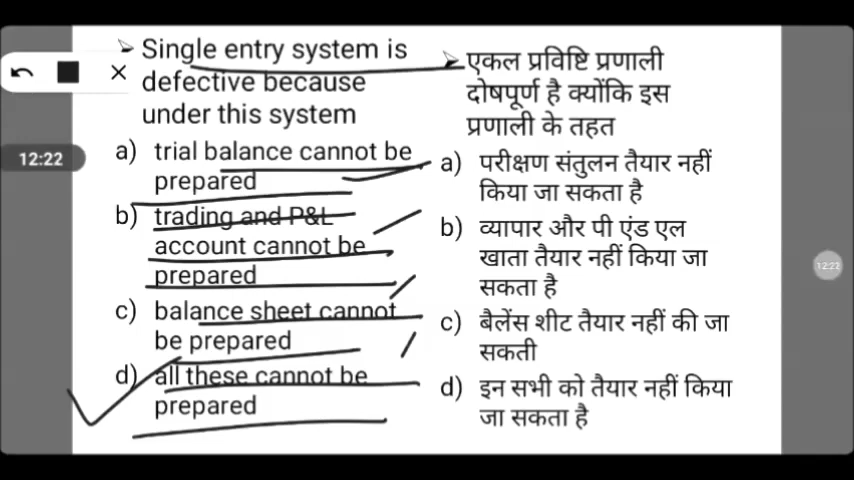 Single entry system is
defective because
under this system
a) trial balance cannot be
prepared
b) trading and P&L
account cannot be
prepared
c) balance sheet cannot
be prepared
d) all these cannot be
prepared
एकल प्रविष्टि प्रणाली
दोषपूर्ण है क्योंकि इस
प्रणाली के तहत
a) परीक्षण संतुलन तैयार नहीं
किया जा सकता है
b) व्यापार और पी एंड एल
खाता तैयार नहीं किया जा
सकता है
c) बैलेंस शीट तैयार नहीं की जा
सकती
d) इन सभी को तैयार नहीं किया
जा सकता है
12:22
12:22